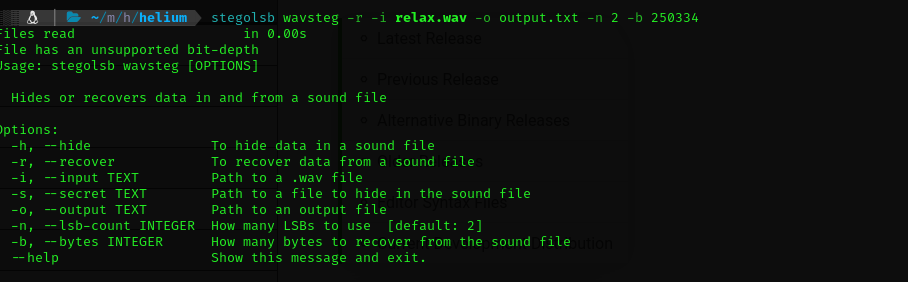 ~/m/h/helium stegolsb wavsteg -r -i relax.wav -o output.txt -n 2 -b 250334
Files read in 0.00s
File has an unsupported bit-depth
Usage: stegolsb wavsteg [OPTIONS]
Hides or recovers data in and from a sound file
Options:
-h, --hide To hide data in a sound file
-r, --recover To recover data from a sound file
-i, --input TEXT Path to a .wav file
-s, --secret TEXT Path to a file to hide in the sound file
-o, --output TEXT Path to an output file
-n, --lsb-count INTEGER How many LSBs to use [default: 2]
-b, --bytes INTEGER How many bytes to recover from the sound file
--help Show this message and exit.
Latest Release
Previous Release
Alternative Binary Releases